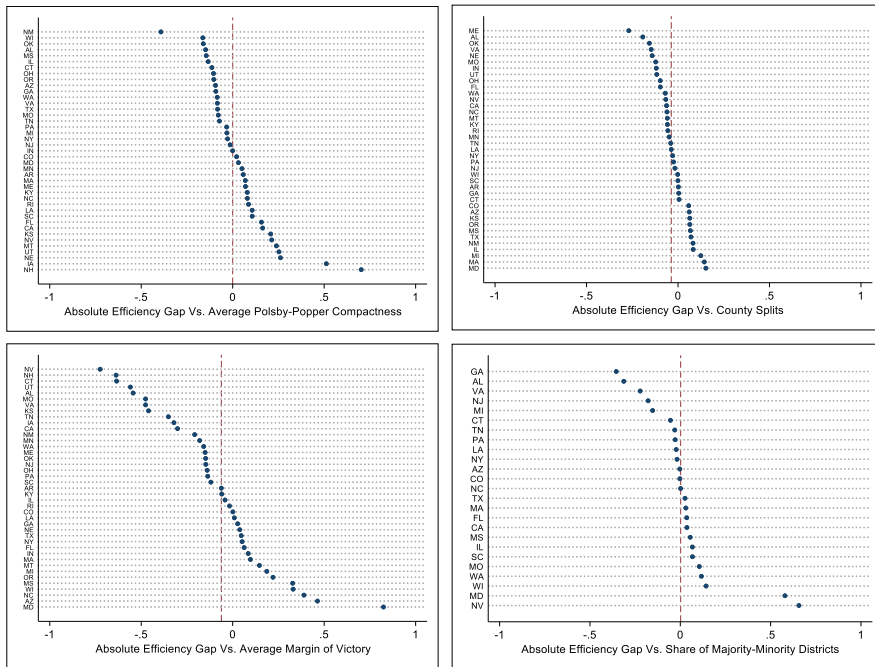 NM
WI
OK
AL
MS
IL
CT
OH
OR
AZ
GA
WA
VA
TX
MO
TN
PA
MI
NY
NJ
IN
CO
MD
MN
AR
MA
ME
KY
NC
RI
LA
SC
FL
CA
KS
NV
MT
UT
NE
IA
NH
-1 -.5 0 .5 1
Absolute Efficiency Gap Vs. Average Polsby-Popper Compactness
ME
AL
OK
VA
NE
MO
IN
UT
OH
FL
WA
NV
CA
NC
MT
KY
RI
MN
TN
LA
NY
PA
NJ
WI
SC
AR
GA
CT
CO
AZ
KS
OR
MS
TX
NM
IL
MI
MA
MD
-1 -.5 0 .5 1
Absolute Efficiency Gap Vs. County Splits
NV
NH
CT
UT
AL
MO
VA
KS
TN
IA
CA
NM
MN
WA
ME
OK
NJ
OH
PA
SC
AR
KY
IL
RI
CO
LA
GA
NE
TX
NY
FL
IN
MA
MT
MI
OR
MS
WI
NC
AZ
MD
-1 -.5 0 .5 1
Absolute Efficiency Gap Vs. Average Margin of Victory
GA
AL
VA
NJ
MI
CT
TN
PA
LA
NY
AZ
CO
NC
TX
MA
FL
CA
MS
IL
SC
MO
WA
WI
MD
NV
-1 -.5 0 .5 1
Absolute Efficiency Gap Vs. Share of Majority-Minority Districts